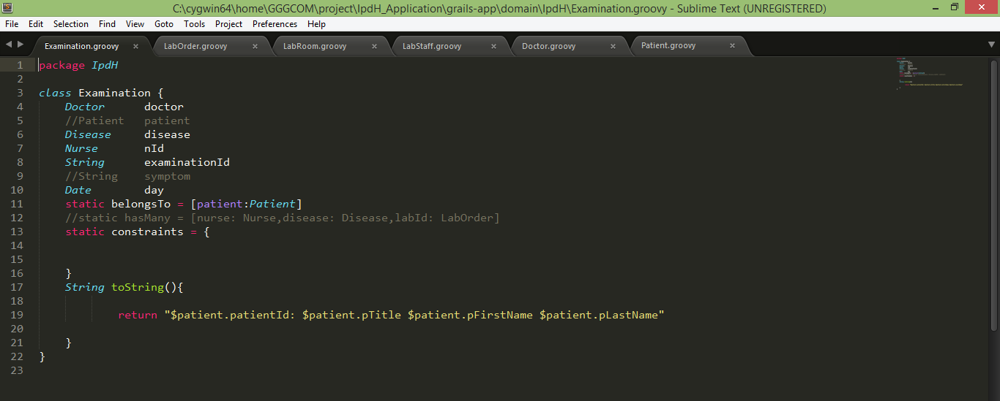 C:\cygwin64\home\GGGCOM\project\IpdH_Application\grails-app\domain\IpdH\Examination.groovy - Sublime Text (UNREGISTERED)
File Edit Selection Find View Goto Tools Project Preferences Help
Examination.groovy LabOrder.groovy LabRoom.groovy LabStaff.groovy Doctor.groovy Patient.groovy
1 package IpdH
2
3 class Examination {
4 Doctor doctor
5 //Patient patient
6 Disease disease
7 Nurse nId
8 String examinationId
9 //String symptom
10 Date day
11 static belongsTo = [patient:Patient]
12 //static hasMany = [nurse: Nurse,disease: Disease,labId: LabOrder]
13 static constraints = {
14
15
16 }
17 String toString(){
18
19 return "$patient.patientId: $patient.pTitle $patient.pFirstName $patient.pLastName"
20
21 }
22 }
23